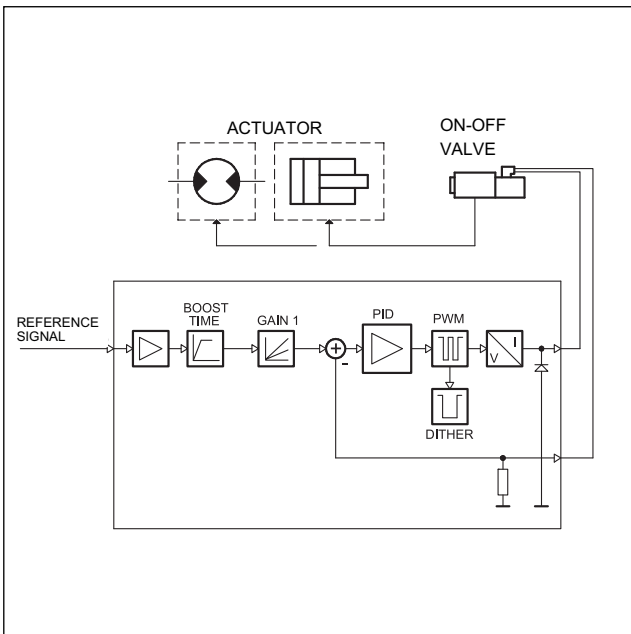 ACTUATOR
ON-OFF
VALVE
REFERENCE
SIGNAL
BOOST
TIME
GAIN 1
PID
PWM
I
V
+
-
DITHER